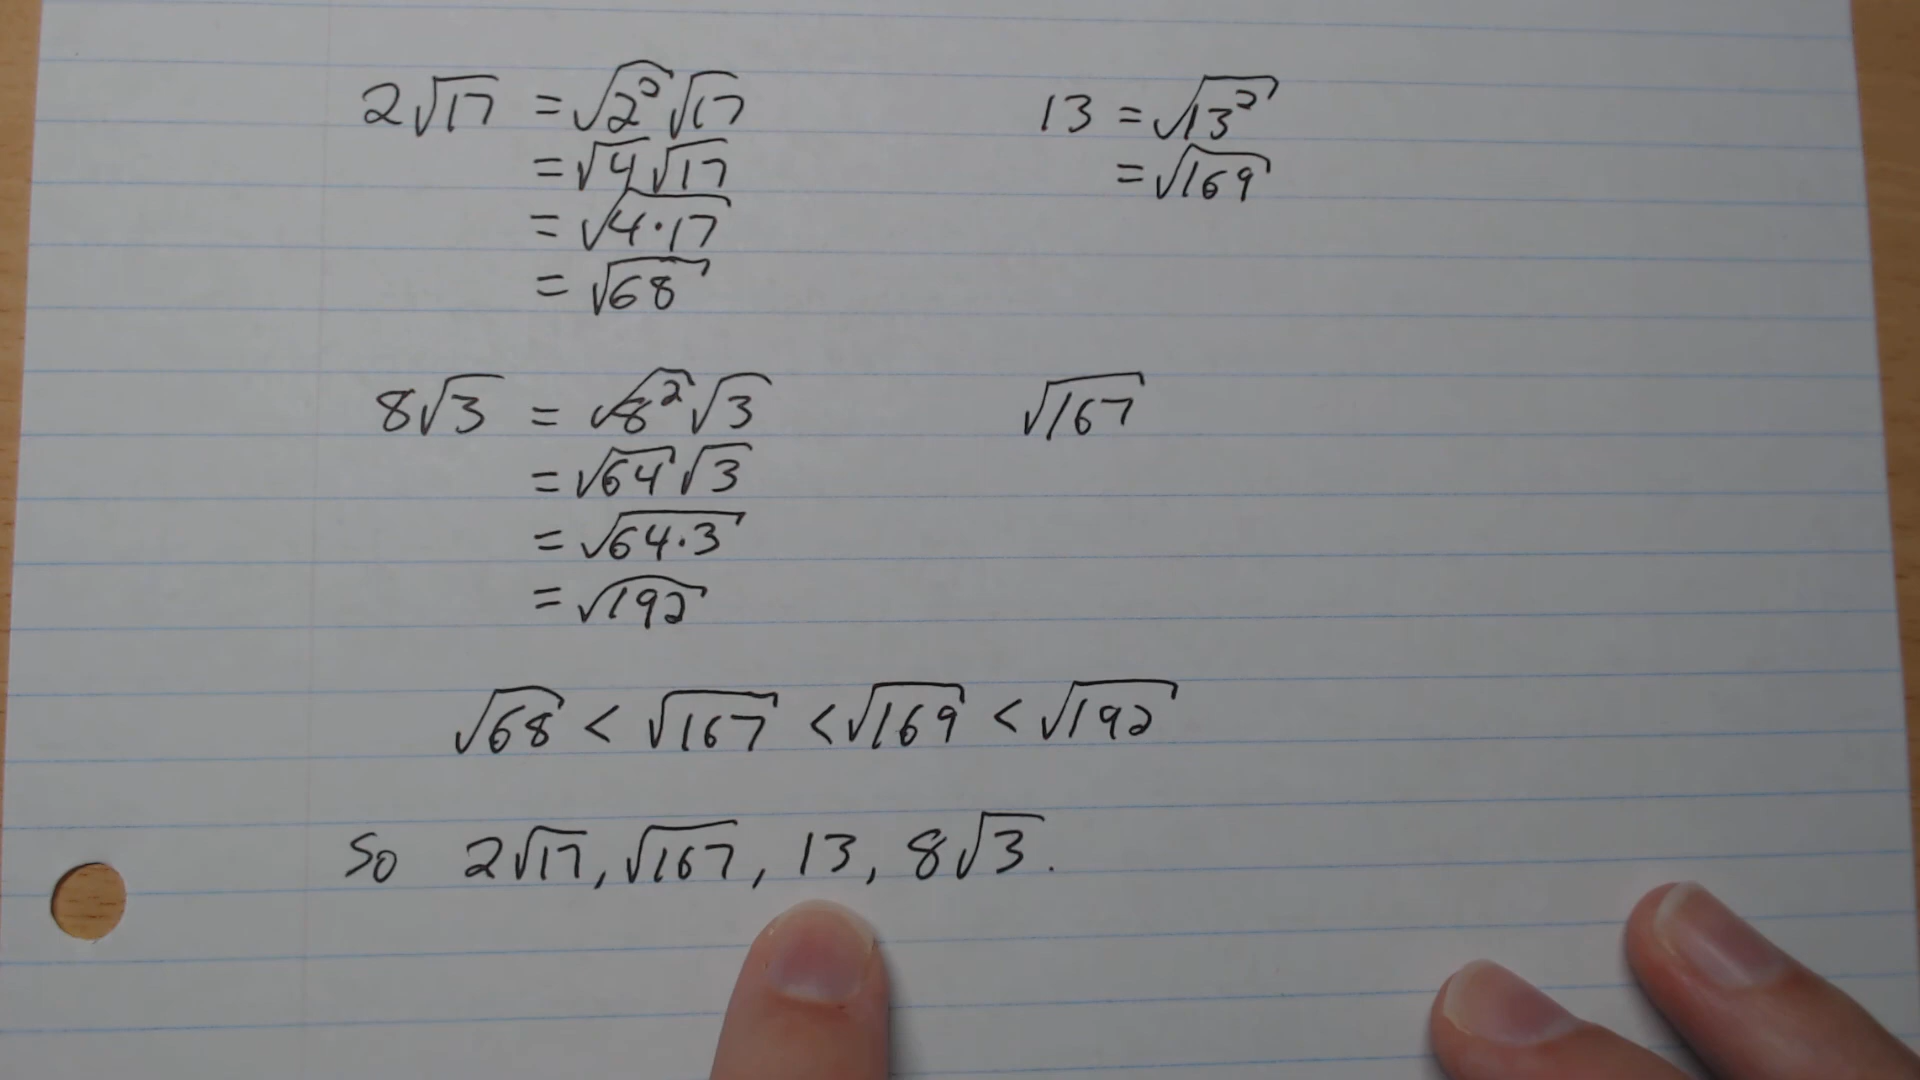 2√17 = √2² √17
= √4 √17
= √4·17
= √68
13 = √13²
= √169
8√3 = √8² √3
= √64 √3
= √64·3
= √192
√167
√68 < √167 < √169 < √192
So 2√17, √167, 13, 8√3.